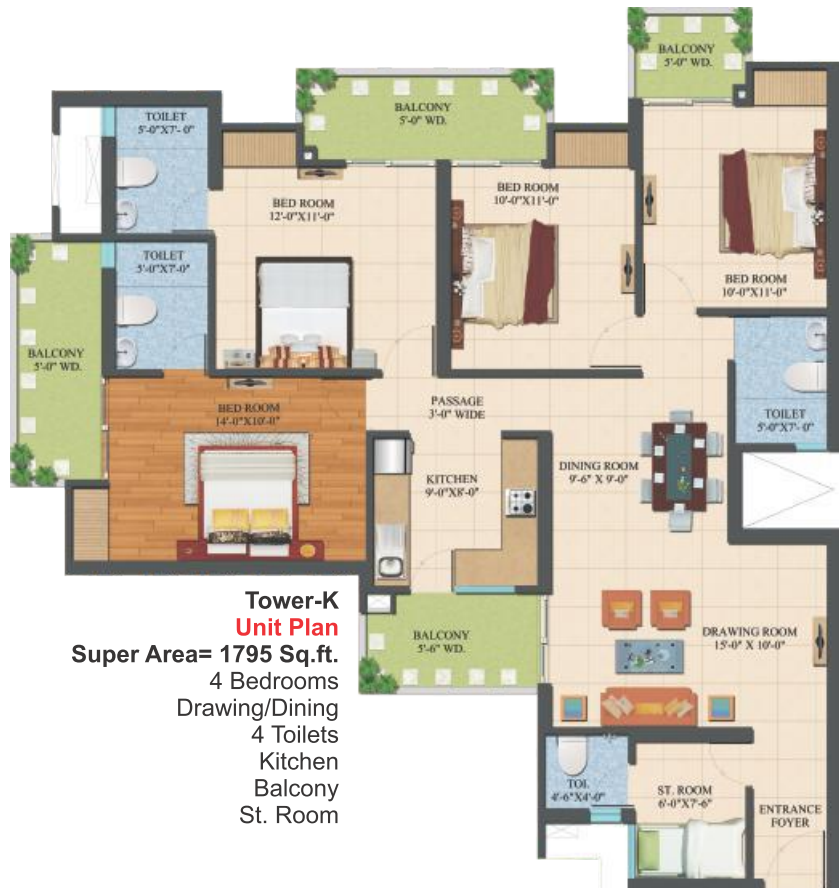 BALCONY
5'-0" WD.
TOILET
5'-0"X7'- 0"
BALCONY
5'-0" WD.
BED ROOM
12'-0"X11'-0"
BED ROOM
10'-0"X11'-0"
BED ROOM
10'-0"X11'-0"
TOILET
5'-0"X7'-0"
BALCONY
5'-0" WD.
BED ROOM
14'-0"X10'-0"
PASSAGE
3'-0" WIDE
TOILET
5'-0"X7'- 0"
KITCHEN
9'-0"X8'-0"
DINING ROOM
9'-6" X 9'-0"
Tower-K
Unit Plan
Super Area= 1795 Sq.ft.
4 Bedrooms
Drawing/Dining
4 Toilets
Kitchen
Balcony
St. Room
BALCONY
5'-6" WD.
DRAWING ROOM
15'-0" X 10'-0"
TOI.
4'-6"X4'-0"
ST. ROOM
6'-0"X7'-6"
ENTRANCE
FOYER